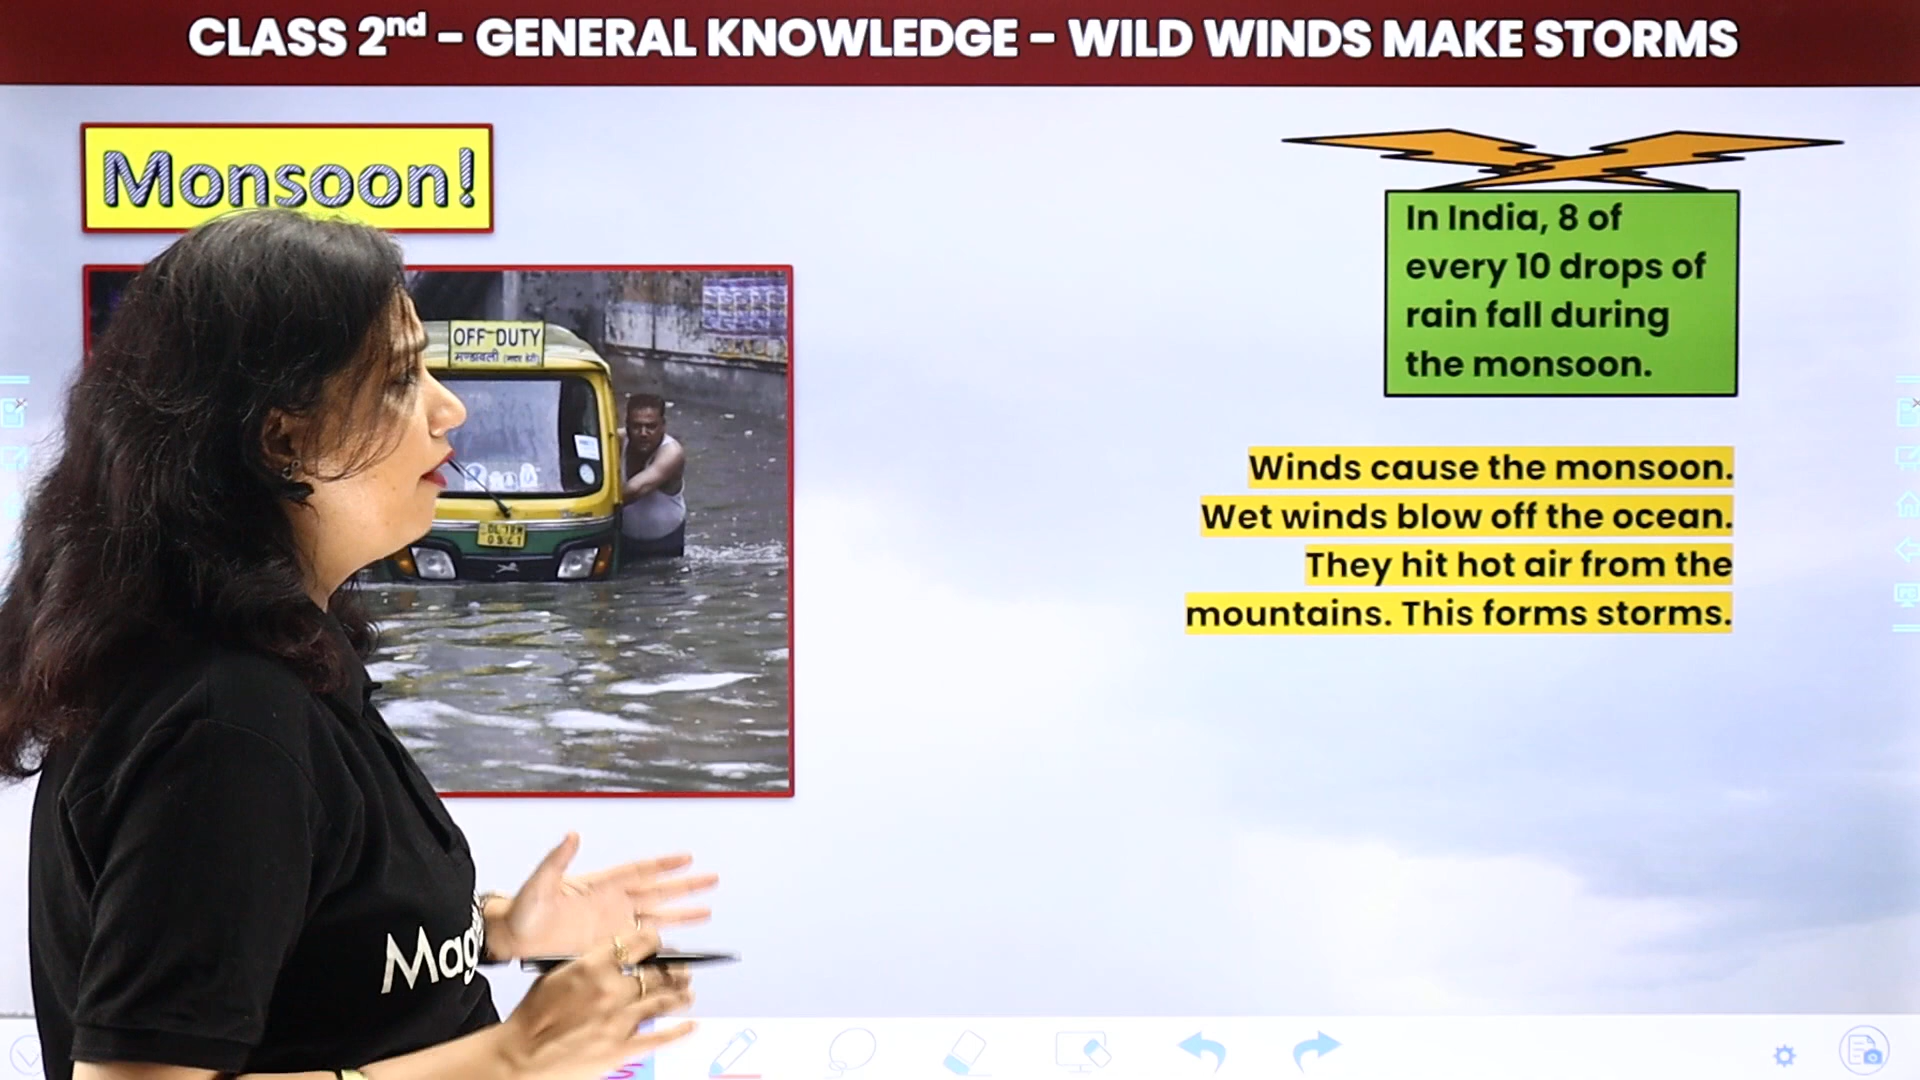 CLASS 2nd - GENERAL KNOWLEDGE - WILD WINDS MAKE STORMS
Monsoon!
In India, 8 of
every 10 drops of
rain fall during
the monsoon.
OFF DUTY
मण्डावली
Winds cause the monsoon.
Wet winds blow off the ocean.
They hit hot air from the
mountains. This forms storms.
Mag